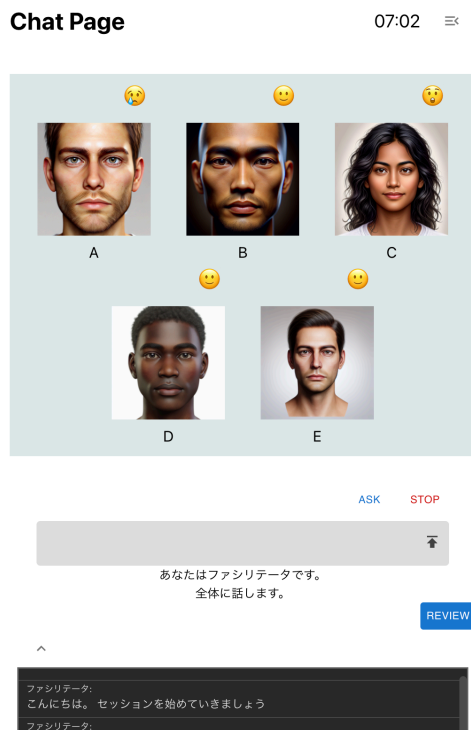 Chat Page
07:02
A
B
C
D
E
ASK
STOP
あなたはファシリテータです。
全体に話します。
REVIEW
ファシリテータ:
こんにちは。 セッションを始めていきましょう
ファシリテータ: